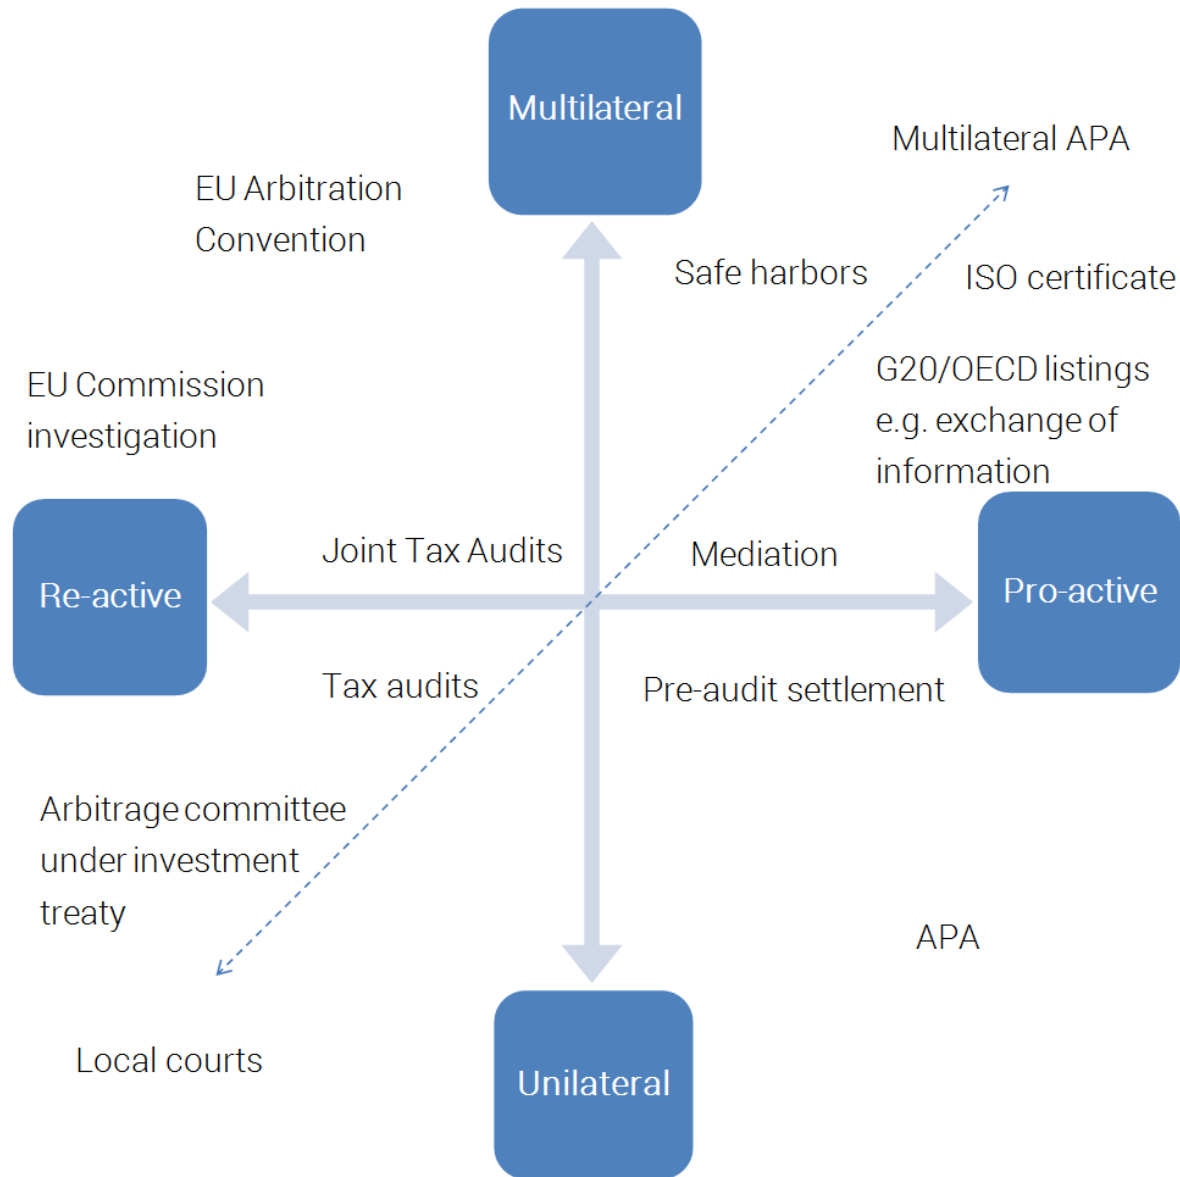 Multilateral
Multilateral APA
EU Arbitration
Convention
Safe harbors
ISO certificate
EU Commission
investigation
G20/OECD listings
e.g. exchange of
information
Joint Tax Audits
Mediation
Re-active
Pro-active
Tax audits
Pre-audit settlement
Arbitrage committee
under investment
treaty
APA
Local courts
Unilateral